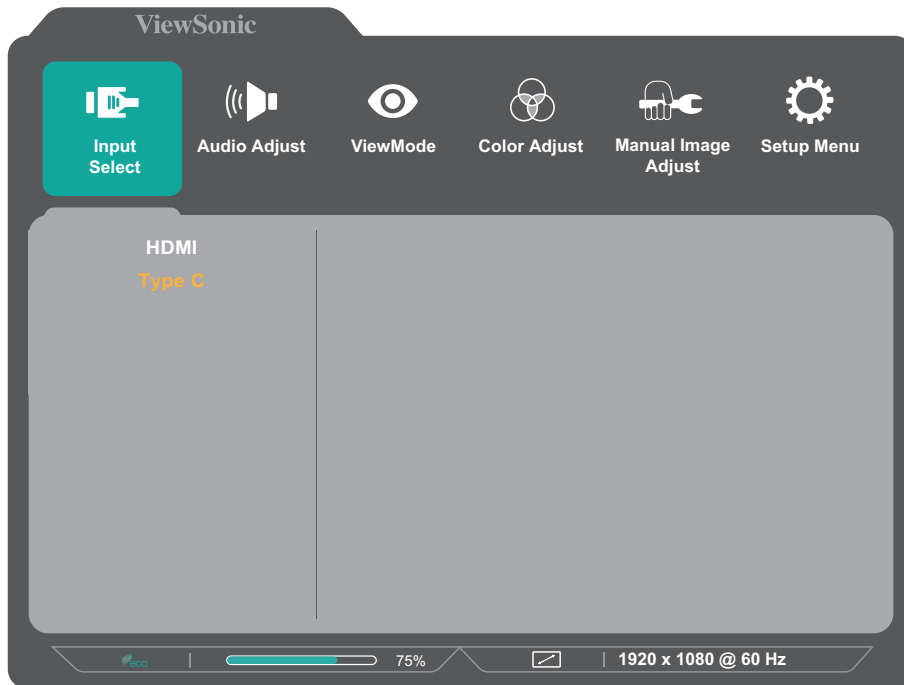 ViewSonic
Input
Select
Audio Adjust
ViewMode
Color Adjust
Manual Image
Adjust
Setup Menu
HDMI
Type C
eco
75%
1920 x 1080 @ 60 Hz